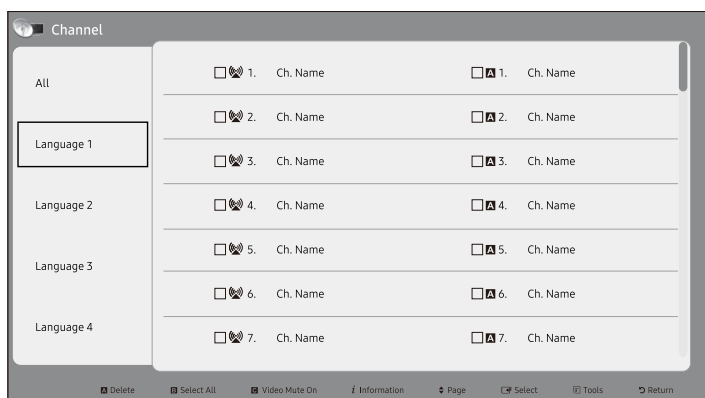 Channel
All
Language 1
Language 2
Language 3
Language 4
1. Ch. Name A 1. Ch. Name
2. Ch. Name A 2. Ch. Name
3. Ch. Name A 3. Ch. Name
4. Ch. Name A 4. Ch. Name
5. Ch. Name A 5. Ch. Name
6. Ch. Name A 6. Ch. Name
7. Ch. Name A 7. Ch. Name
A Delete B Select All C Video Mute On i Information Page Select Tools Return